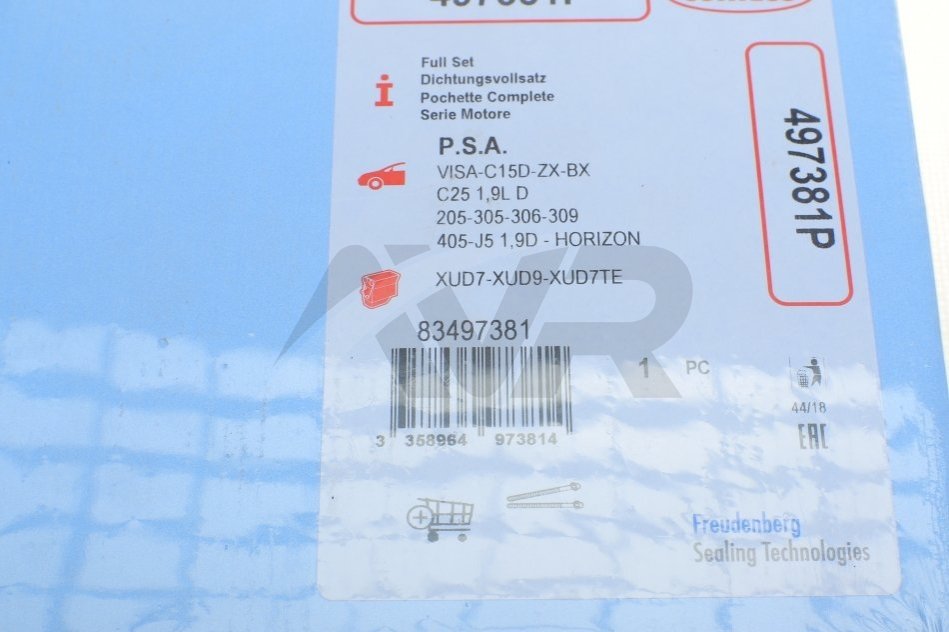 497381P
Full Set
Dichtungsvollsatz
Pochette Complete
Serie Motore
P.S.A.
VISA-C15D-ZX-BX
C25 1,9L D
205-305-306-309
405-J5 1,9D - HORIZON
XUD7-XUD9-XUD7TE
497381P
83497381
3 358964 973814
1 PC
44/18
EAC
AVR
Freudenberg
Sealing Technologies